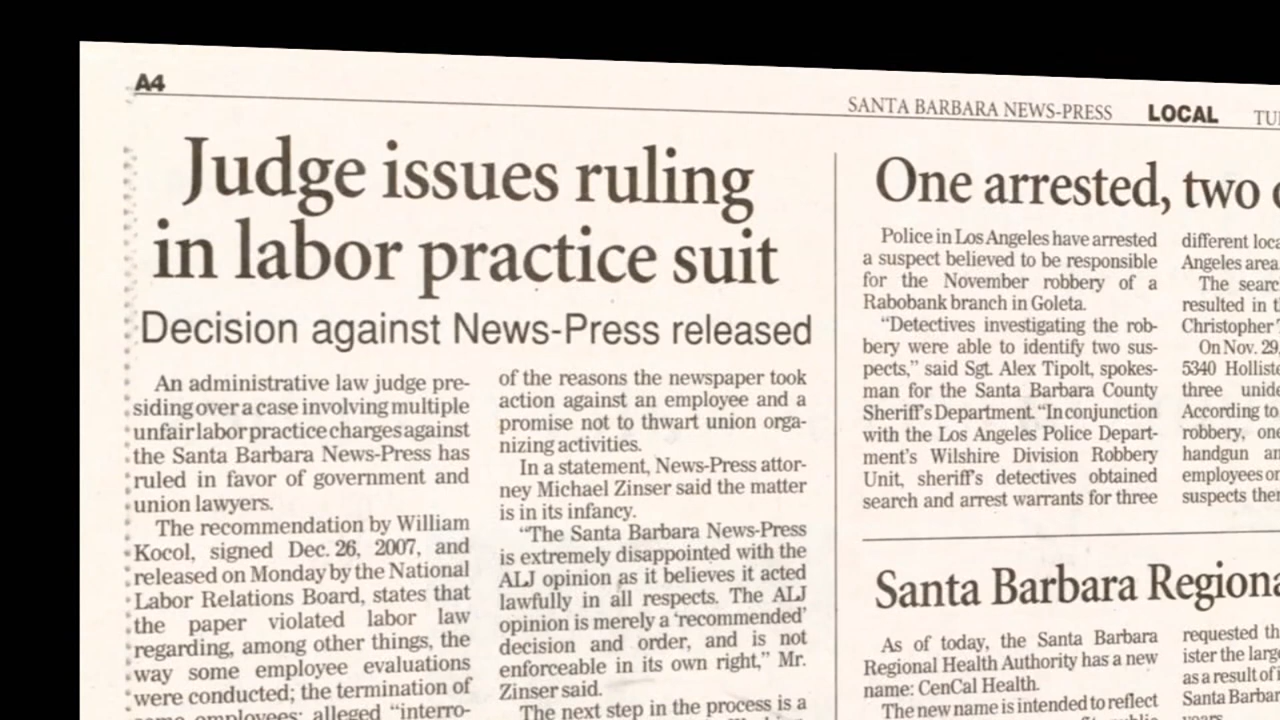 A4
SANTA BARBARA NEWS-PRESS LOCAL
Judge issues ruling
in labor practice suit
Decision against News-Press released
An administrative law judge pre-
siding over a case involving multiple
unfair labor practice charges against
the Santa Barbara News-Press has
ruled in favor of government and
union lawyers.
The recommendation by William
Kocol, signed Dec. 26, 2007, and
released on Monday by the National
Labor Relations Board, states that
the paper violated labor law
regarding, among other things, the
way some employee evaluations
were conducted; the termination of
some employees; alleged “interro-
of the reasons the newspaper took
action against an employee and a
promise not to thwart union orga-
nizing activities.
In a statement, News-Press attor-
ney Michael Zinser said the matter
is in its infancy.
“The Santa Barbara News-Press
is extremely disappointed with the
ALJ opinion as it believes it acted
lawfully in all respects. The ALJ
opinion is merely a ‘recommended’
decision and order, and is not
enforceable in its own right,” Mr.
Zinser said.
The next step in the process is a
One arrested, two
Police in Los Angeles have arrested
a suspect believed to be responsible
for the November robbery of a
Rabobank branch in Goleta.
“Detectives investigating the rob-
bery were able to identify two sus-
pects,” said Sgt. Alex Tipolt, spokes-
man for the Santa Barbara County
Sheriff’s Department. “In conjunction
with the Los Angeles Police Depart-
ment’s Wilshire Division Robbery
Unit, sheriff’s detectives obtained
search and arrest warrants for three
different
Angeles area
The
resulted in
Christopher
On Nov. 29,
5340
three
According to
robbery,
handgun
employees
suspects
Santa Barbara
As of today, the Santa Barbara
Regional Health Authority has a new
name: CenCal Health.
The new name is intended to reflect
requested
ister the
as a result of
Santa